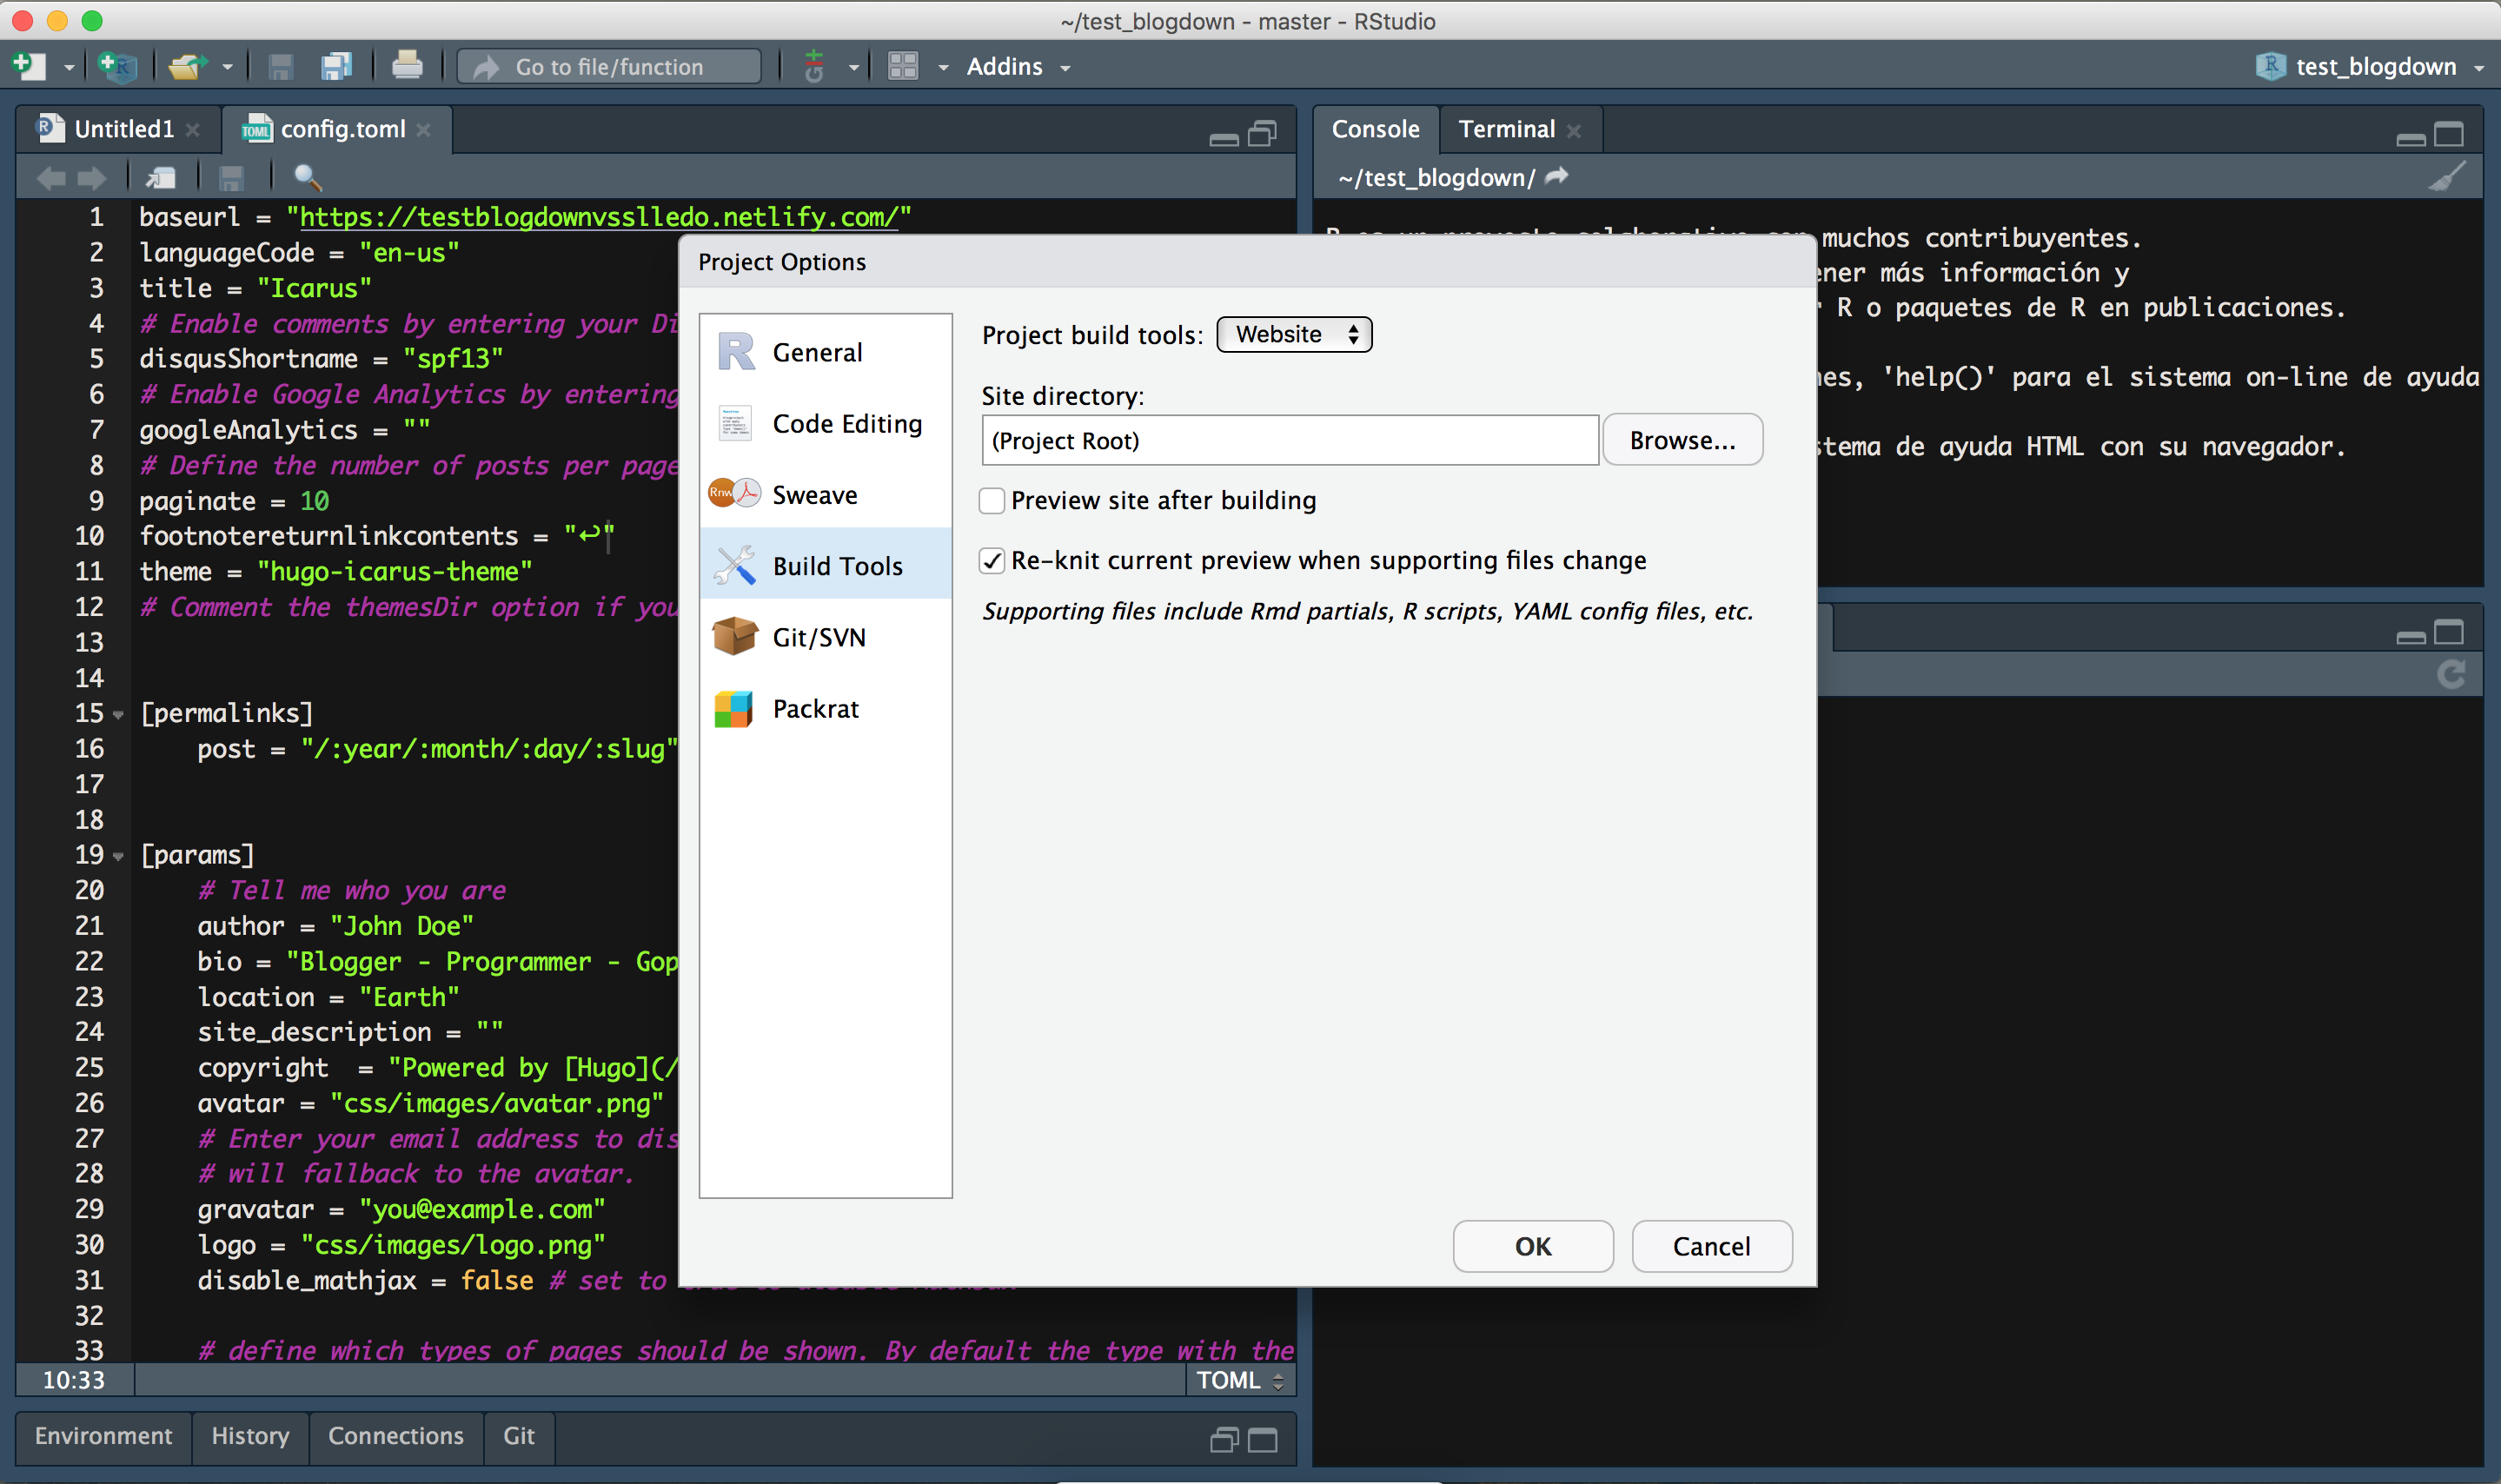 ~/test_blogdown - master - RStudio
Go to file/function
Addins
test_blogdown
Untitled1
config.toml
1 baseurl = "https://testblogdownvsslledo.netlify.com/"
2 languageCode = "en-us"
3 title = "Icarus"
4 # Enable comments by entering your
5 disqusShortname = "spf13"
6 # Enable Google Analytics by entering
7 googleAnalytics = ""
8 # Define the number of posts per page
9 paginate = 10
10 footnotereturnlinkcontents = "↩"
11 theme = "hugo-icarus-theme"
12 # Comment the themesDir option if you
13
14
15 [permalinks]
16 post = "/:year/:month/:day/:slug"
17
18
19 [params]
20 # Tell me who you are
21 author = "John Doe"
22 bio = "Blogger - Programmer -
23 location = "Earth"
24 site_description = ""
25 copyright  = "Powered by [Hugo](/
26 avatar = "css/images/avatar.png"
27 # Enter your email address to
28 # will fallback to the avatar.
29 gravatar = "you@example.com"
30 logo = "css/images/logo.png"
31 disable_mathjax = false # set to
32
33 # define which types of pages should be shown. By default the type with the
10:33
TOML
Environment
History
Connections
Git
Console
Terminal
~/test_blogdown/
muchos contribuyentes.
más información y
R o paquetes de R en publicaciones.
'help()' para el sistema on-line de ayuda
de ayuda HTML con su navegador.
Project Options
General
Code Editing
Rnw
Sweave
Build Tools
Git/SVN
Packrat
Project build tools: Website
Site directory:
(Project Root)
Browse...
Preview site after building
Re-knit current preview when supporting files change
Supporting files include Rmd partials, R scripts, YAML config files, etc.
OK
Cancel